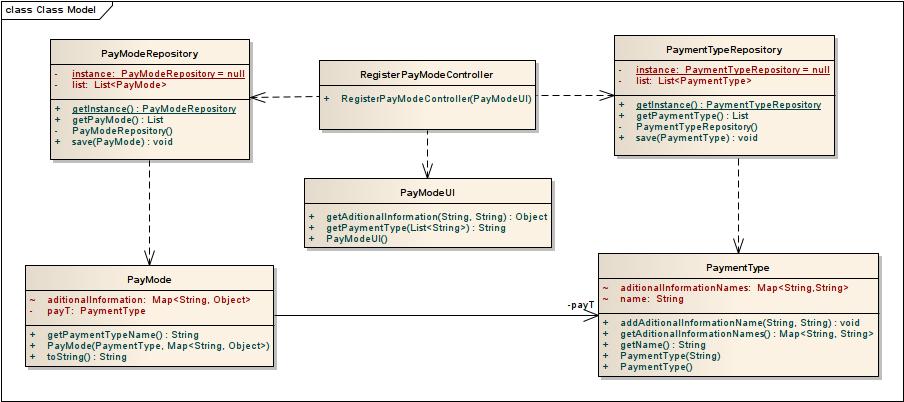 class Class Model
PayModeRepository
- instance: PayModeRepository = null
- list: List<PayMode>
+ getInstance() : PayModeRepository
+ getPayMode() : List
- PayModeRepository()
+ save(PayMode) : void
RegisterPayModeController
+ RegisterPayModeController(PayModeUI)
PaymentTypeRepository
- instance: PaymentTypeRepository = null
- list: List<PaymentType>
+ getInstance() : PaymentTypeRepository
+ getPaymentType() : List
- PaymentTypeRepository()
+ save(PaymentType) : void
PayModeUI
+ getAditionalInformation(String, String) : Object
+ getPaymentType(List<String>) : String
+ PayModeUI()
PayMode
~ aditionalInformation: Map<String, Object>
- payT: PaymentType
+ getPaymentTypeName() : String
+ PayMode(PaymentType, Map<String, Object>)
+ toString() : String
-payT
PaymentType
~ aditionalInformationNames: Map<String,String>
~ name: String
+ addAditionalInformationName(String, String) : void
+ getAditionalInformationNames() : Map<String, String>
+ getName() : String
+ PaymentType(String)
+ PaymentType()